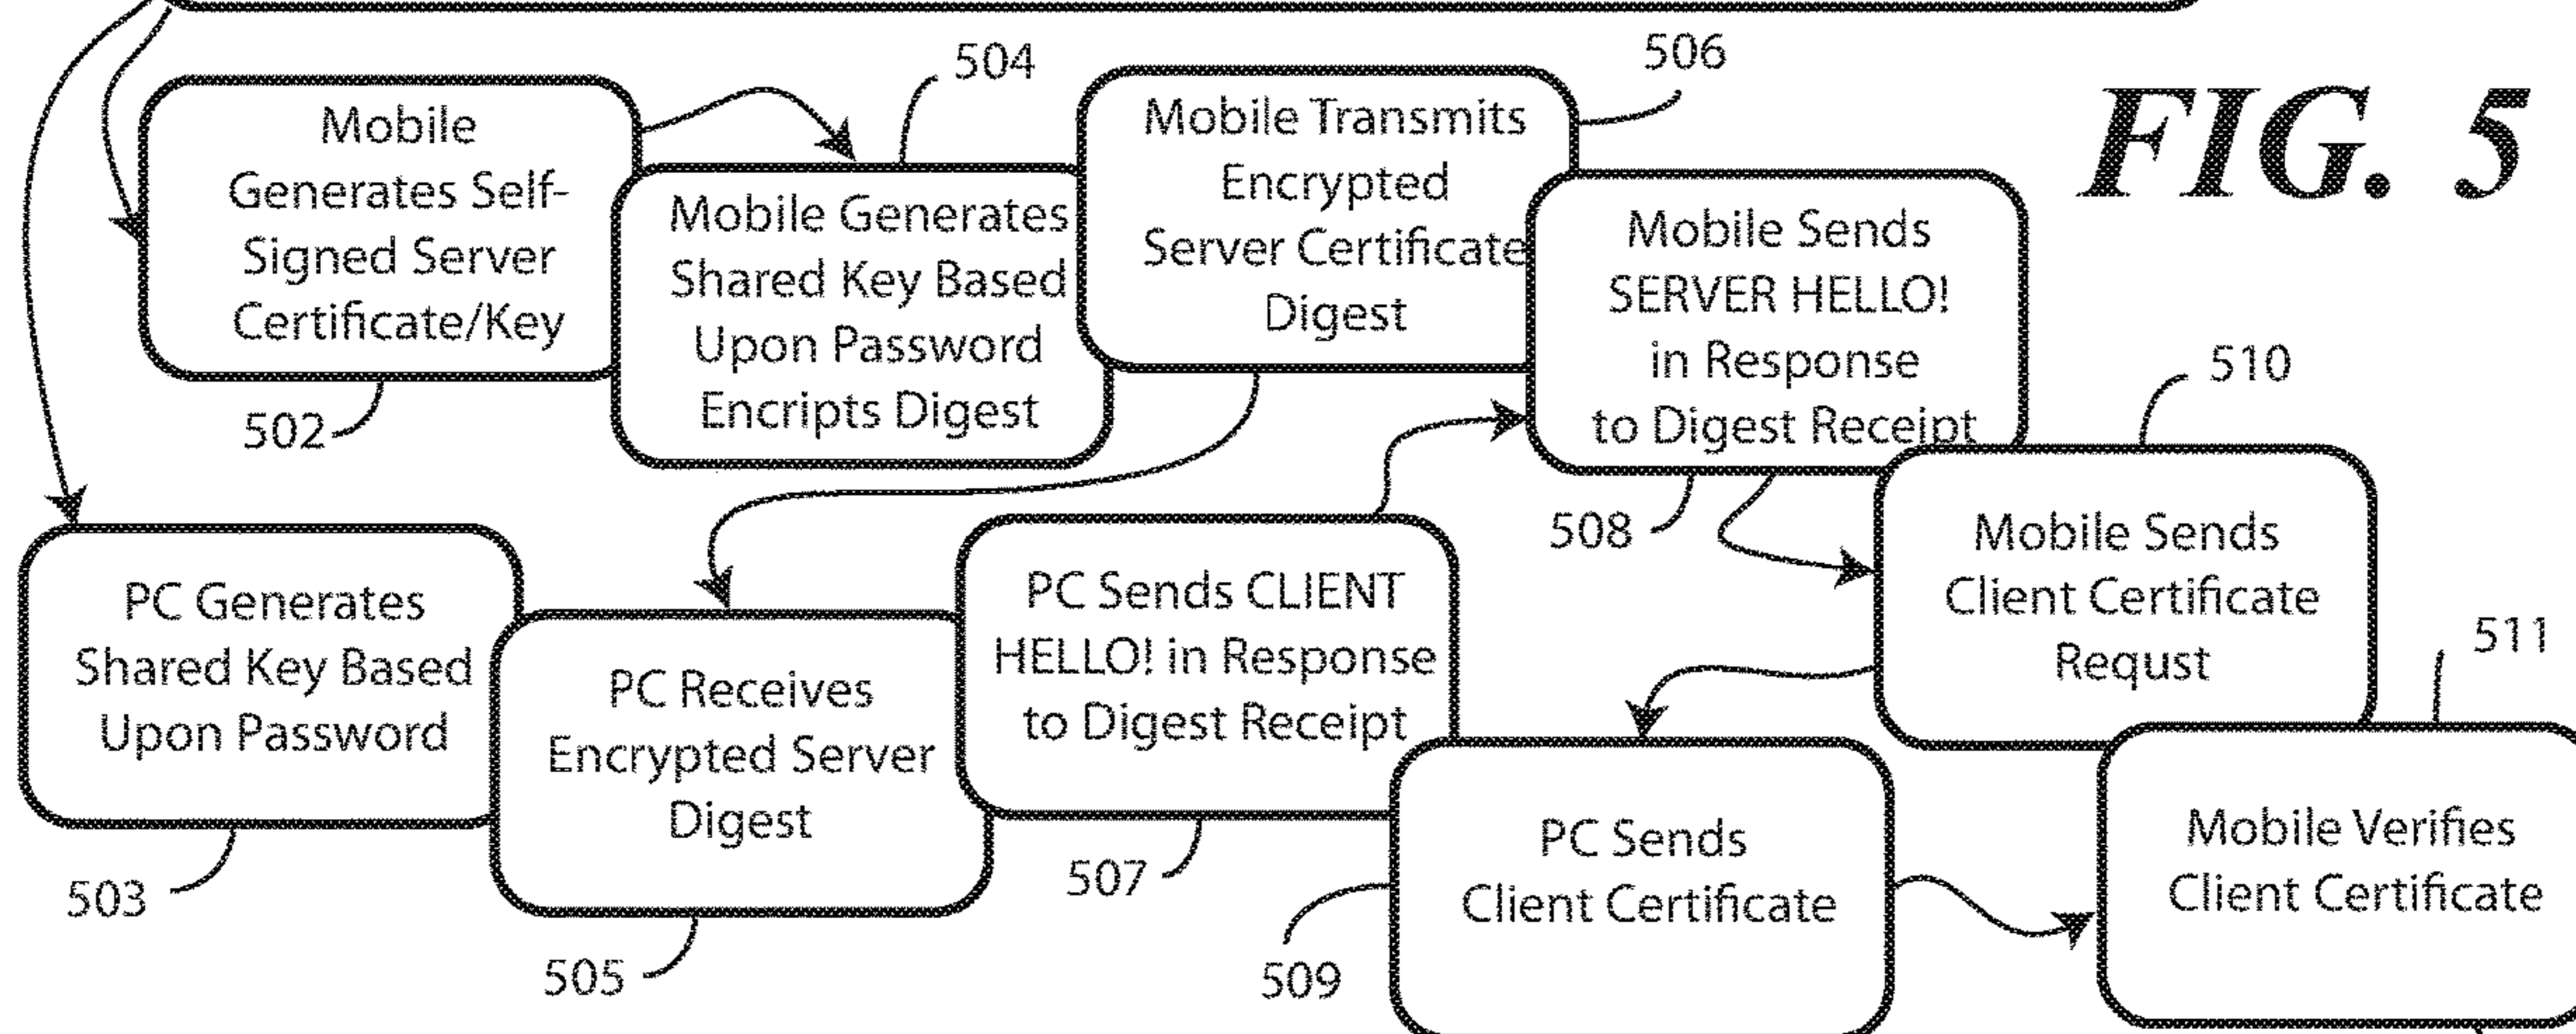 504
506
FIG. 5
Mobile
Generates Self-
Signed Server
Certificate/Key
502
Mobile Generates
Shared Key Based
Upon Password
Encripts Digest
Mobile Transmits
Encrypted
Server Certificate
Digest
Mobile Sends
SERVER HELLO!
in Response
to Digest Receipt
508
510
Mobile Sends
Client Certificate
Requst
511
PC Generates
Shared Key Based
Upon Password
503
PC Receives
Encrypted Server
Digest
505
PC Sends CLIENT
HELLO! in Response
to Digest Receipt
507
PC Sends
Client Certificate
509
Mobile Verifies
Client Certificate